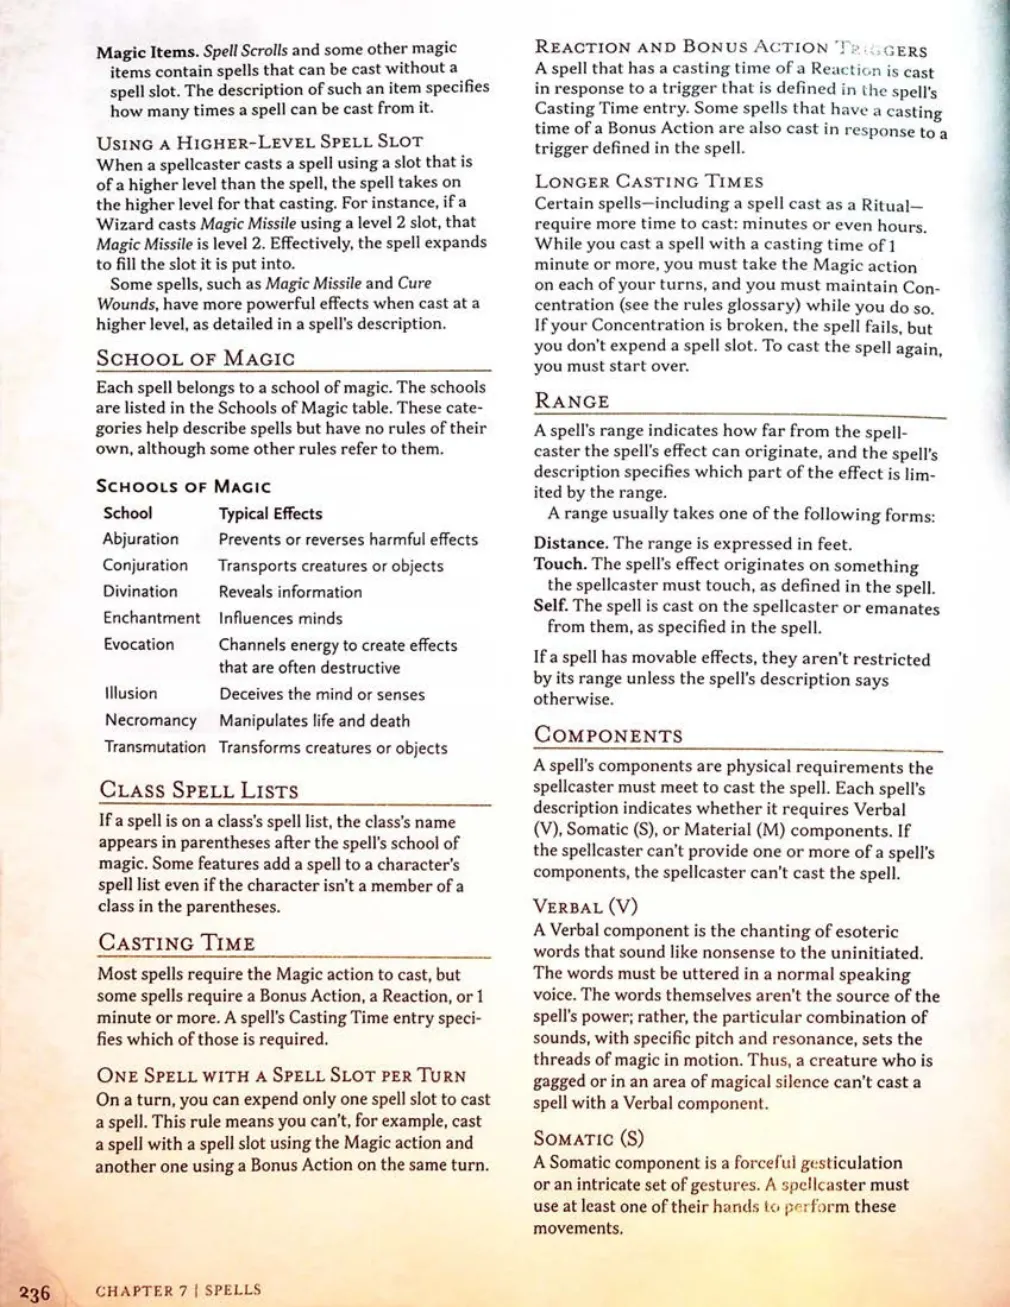 Magic Items. Spell Scrolls and some other magic
items contain spells that can be cast without a
spell slot. The description of such an item specifies
how many times a spell can be cast from it.
Using a Higher-Level Spell Slot
When a spellcaster casts a spell using a slot that is
of a higher level than the spell, the spell takes on
the higher level for that casting. For instance, if a
Wizard casts Magic Missile using a level 2 slot, that
Magic Missile is level 2. Effectively, the spell expands
to fill the slot it is put into.
Some spells, such as Magic Missile and Cure
Wounds, have more powerful effects when cast at a
higher level, as detailed in a spell's description.
School of Magic
Each spell belongs to a school of magic. The schools
are listed in the Schools of Magic table. These cate-
gories help describe spells but have no rules of their
own, although some other rules refer to them.
Schools of Magic
School Typical Effects
Abjuration Prevents or reverses harmful effects
Conjuration Transports creatures or objects
Divination Reveals information
Enchantment Influences minds
Evocation Channels energy to create effects
that are often destructive
Illusion Deceives the mind or senses
Necromancy Manipulates life and death
Transmutation Transforms creatures or objects
Class Spell Lists
If a spell is on a class's spell list, the class's name
appears in parentheses after the spell's school of
magic. Some features add a spell to a character's
spell list even if the character isn't a member of a
class in the parentheses.
Casting Time
Most spells require the Magic action to cast, but
some spells require a Bonus Action, a Reaction, or 1
minute or more. A spell's Casting Time entry speci-
fies which of those is required.
One Spell with a Spell Slot per Turn
On a turn, you can expend only one spell slot to cast
a spell. This rule means you can't, for example, cast
a spell with a spell slot using the Magic action and
another one using a Bonus Action on the same turn.
Reaction and Bonus Action Triggers
A spell that has a casting time of a Reaction is cast
in response to a trigger that is defined in the spell's
Casting Time entry. Some spells that have a casting
time of a Bonus Action are also cast in response to a
trigger defined in the spell.
Longer Casting Times
Certain spells—including a spell cast as a Ritual—
require more time to cast: minutes or even hours.
While you cast a spell with a casting time of 1
minute or more, you must take the Magic action
on each of your turns, and you must maintain Con-
centration (see the rules glossary) while you do so.
If your Concentration is broken, the spell fails, but
you don't expend a spell slot. To cast the spell again,
you must start over.
Range
A spell's range indicates how far from the spell-
caster the spell's effect can originate, and the spell's
description specifies which part of the effect is lim-
ited by the range.
A range usually takes one of the following forms:
Distance. The range is expressed in feet.
Touch. The spell's effect originates on something
the spellcaster must touch, as defined in the spell.
Self. The spell is cast on the spellcaster or emanates
from them, as specified in the spell.
If a spell has movable effects, they aren't restricted
by its range unless the spell's description says
otherwise.
Components
A spell's components are physical requirements the
spellcaster must meet to cast the spell. Each spell's
description indicates whether it requires Verbal
(V), Somatic (S), or Material (M) components. If
the spellcaster can't provide one or more of a spell's
components, the spellcaster can't cast the spell.
Verbal (V)
A Verbal component is the chanting of esoteric
words that sound like nonsense to the uninitiated.
The words must be uttered in a normal speaking
voice. The words themselves aren't the source of the
spell's power; rather, the particular combination of
sounds, with specific pitch and resonance, sets the
threads of magic in motion. Thus, a creature who is
gagged or in an area of magical silence can't cast a
spell with a Verbal component.
Somatic (S)
A Somatic component is a forceful gesticulation
or an intricate set of gestures. A spellcaster must
use at least one of their hands to perform these
movements.
236 CHAPTER 7 | SPELLS